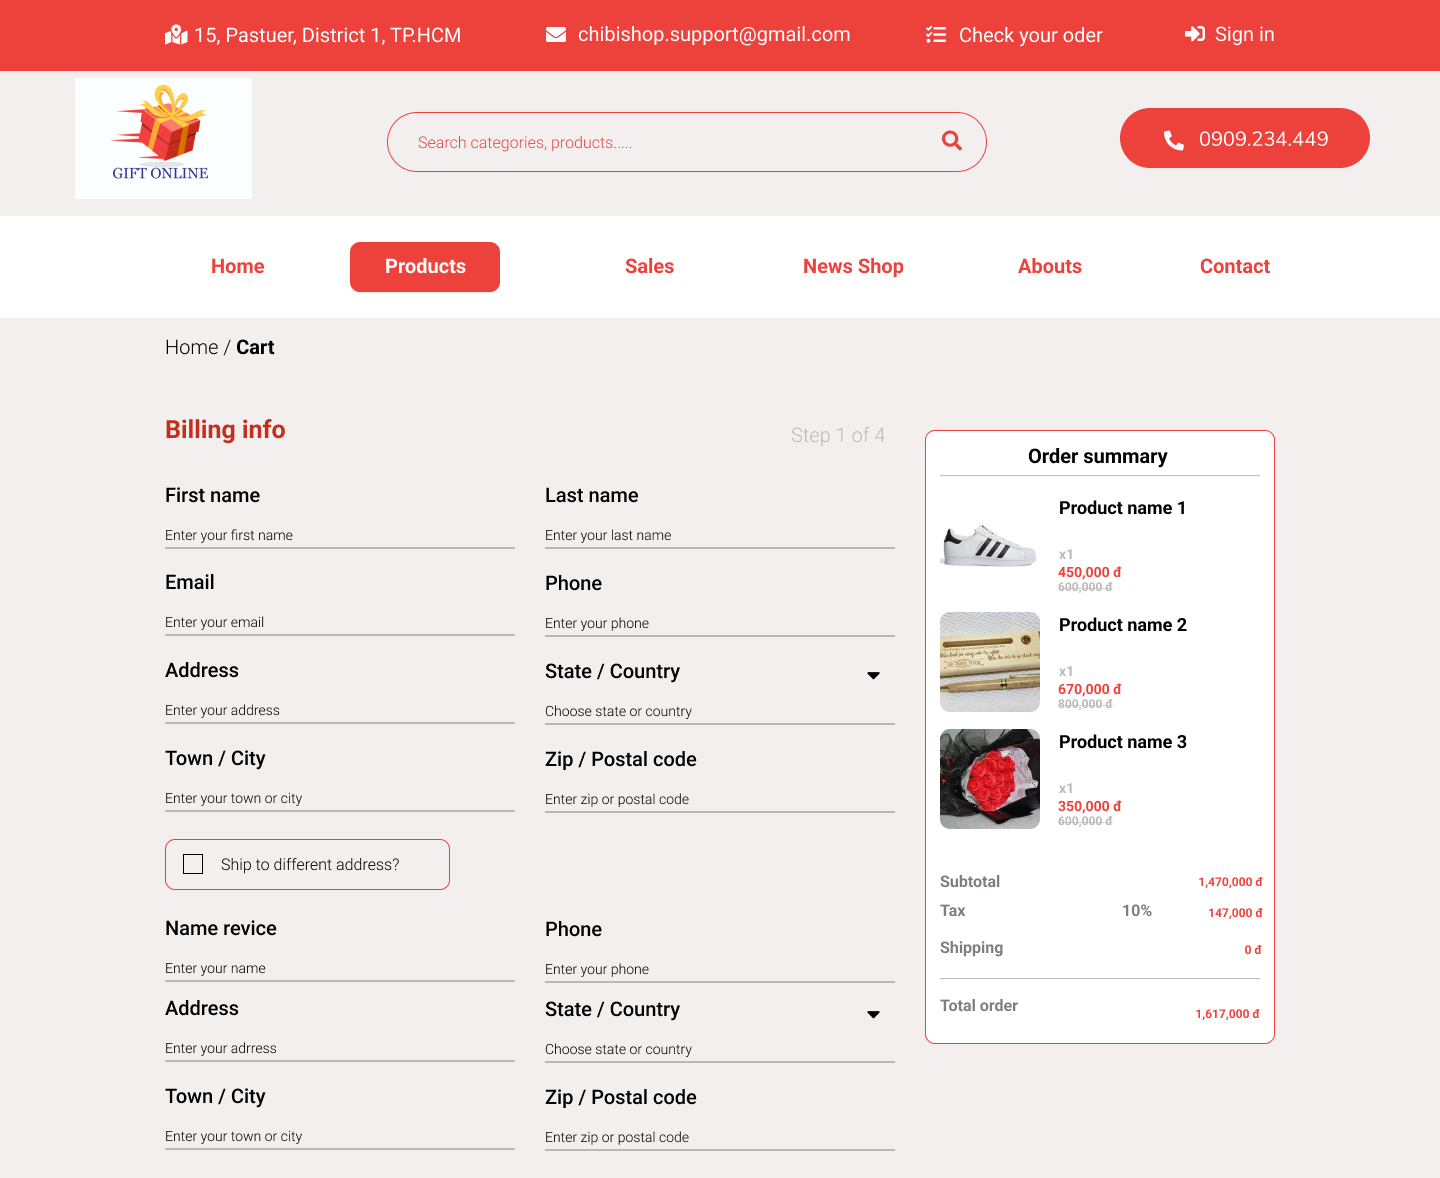 15, Pastuer, District 1, TP.HCM
chibishop.support@gmail.com
Check your oder
Sign in
GIFT ONLINE
Search categories, products.....
0909.234.449
Home
Products
Sales
News Shop
Abouts
Contact
Home / Cart
Billing info
Step 1 of 4
First name
Last name
Enter your first name
Enter your last name
Email
Phone
Enter your email
Enter your phone
Address
State / Country
Enter your address
Choose state or country
Town / City
Zip / Postal code
Enter your town or city
Enter zip or postal code
Ship to different address?
Name revice
Phone
Enter your name
Enter your phone
Address
State / Country
Enter your adrress
Choose state or country
Town / City
Zip / Postal code
Enter your town or city
Enter zip or postal code
Order summary
Product name 1
x1
450,000 đ
600,000 đ
Product name 2
x1
670,000 đ
800,000 đ
Product name 3
x1
350,000 đ
600,000 đ
Subtotal 1,470,000 đ
Tax 10% 147,000 đ
Shipping 0 đ
Total order 1,617,000 đ